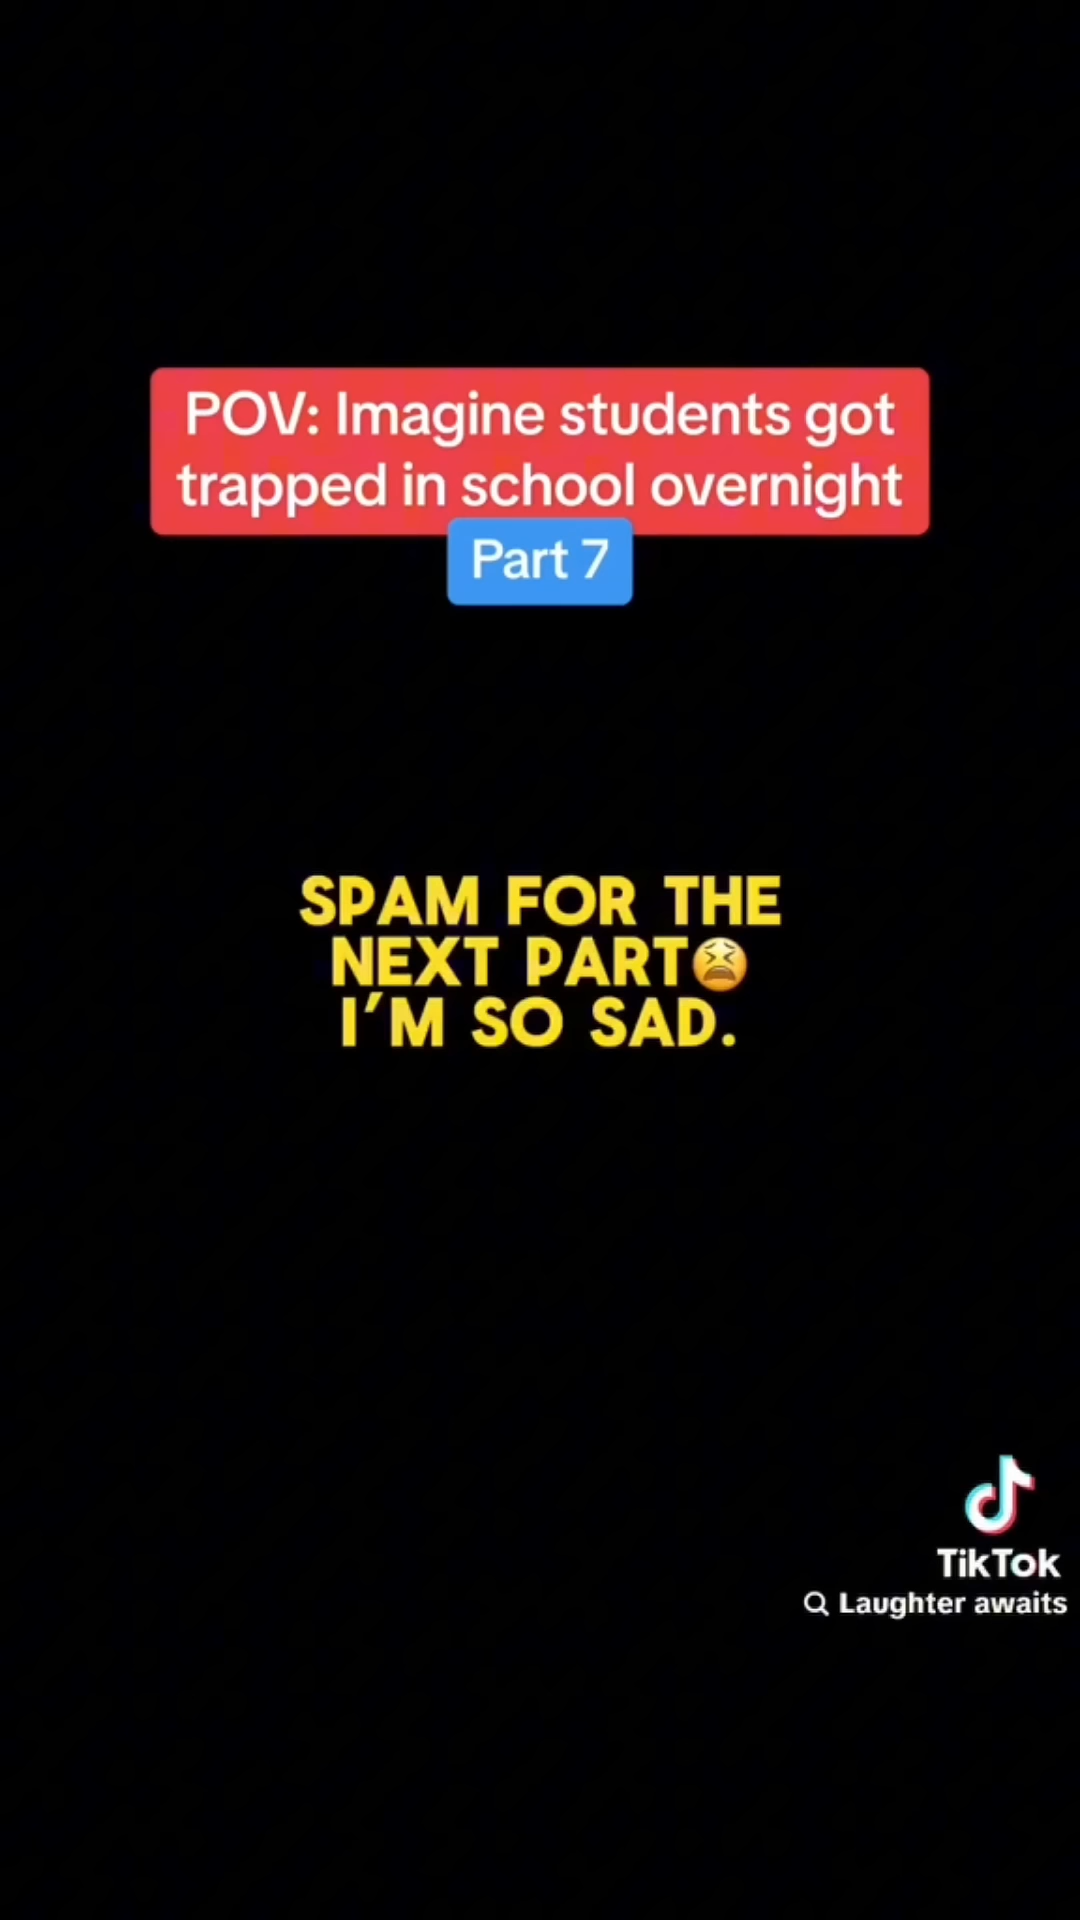 POV: Imagine students got
trapped in school overnight
Part 7
SPAM FOR THE
NEXT PART😫
I'M SO SAD.
TikTok
Laughter awaits